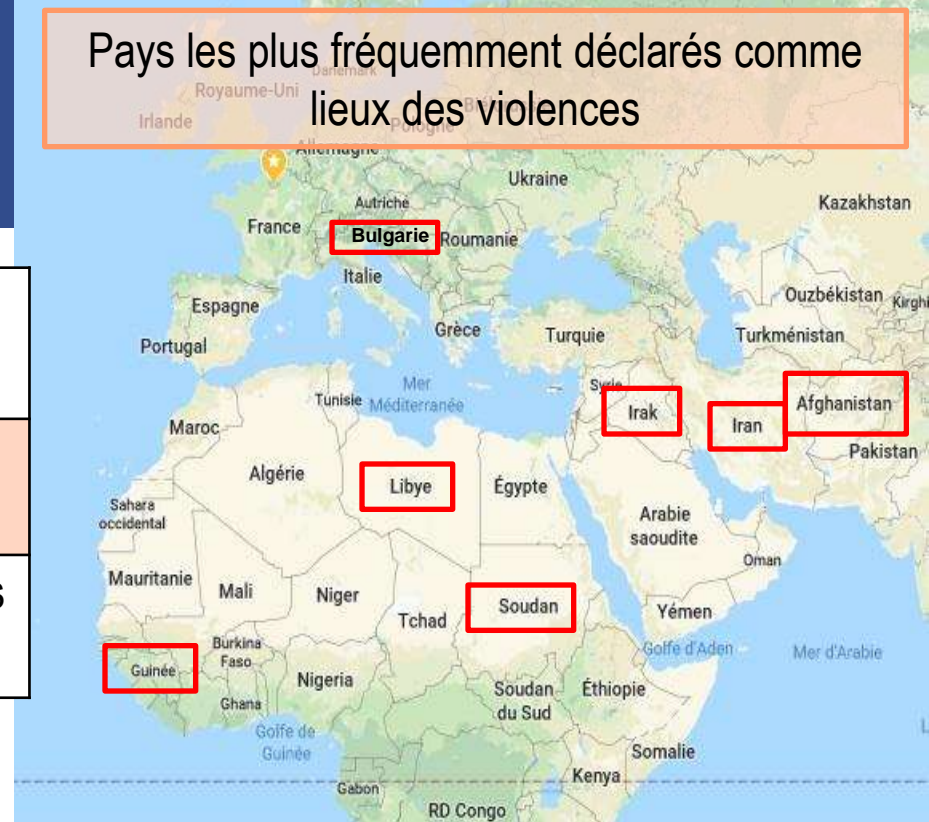 Pays les plus fréquemment déclarés comme
lieux des violences
Danemark
Royaume-Uni
Irlande
Pologne
Allemagne
Ukraine
Kazakhstan
Autriche
France
Bulgarie
Roumanie
Italie
Espagne
Ouzbékistan
Kirghi
Portugal
Grèce
Turquie
Turkménistan
Mer
Méditerranée
Tunisie
Syrie
Irak
Iran
Afghanistan
Maroc
Pakistan
Algérie
Libye
Égypte
Sahara
occidental
Arabie
saoudite
Oman
Mauritanie
Mali
Niger
Tchad
Soudan
Yémen
s
Burkina
Faso
Golfe d'Aden
Mer d'Arabie
Guinée
Nigeria
Ghana
Soudan
du Sud
Éthiopie
Golfe de
Guinée
Somalie
Gabon
Kenya
RD Congo